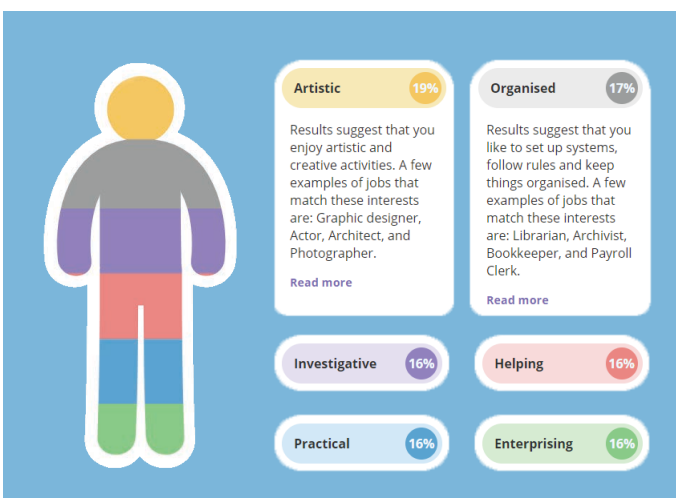 Artistic 19%
Results suggest that you
enjoy artistic and
creative activities. A few
examples of jobs that
match these interests
are: Graphic designer,
Actor, Architect, and
Photographer.
Read more
Organised 17%
Results suggest that you
like to set up systems,
follow rules and keep
things organised. A few
examples of jobs that
match these interests
are: Librarian, Archivist,
Bookkeeper, and Payroll
Clerk.
Read more
Investigative 16%
Helping 16%
Practical 16%
Enterprising 16%